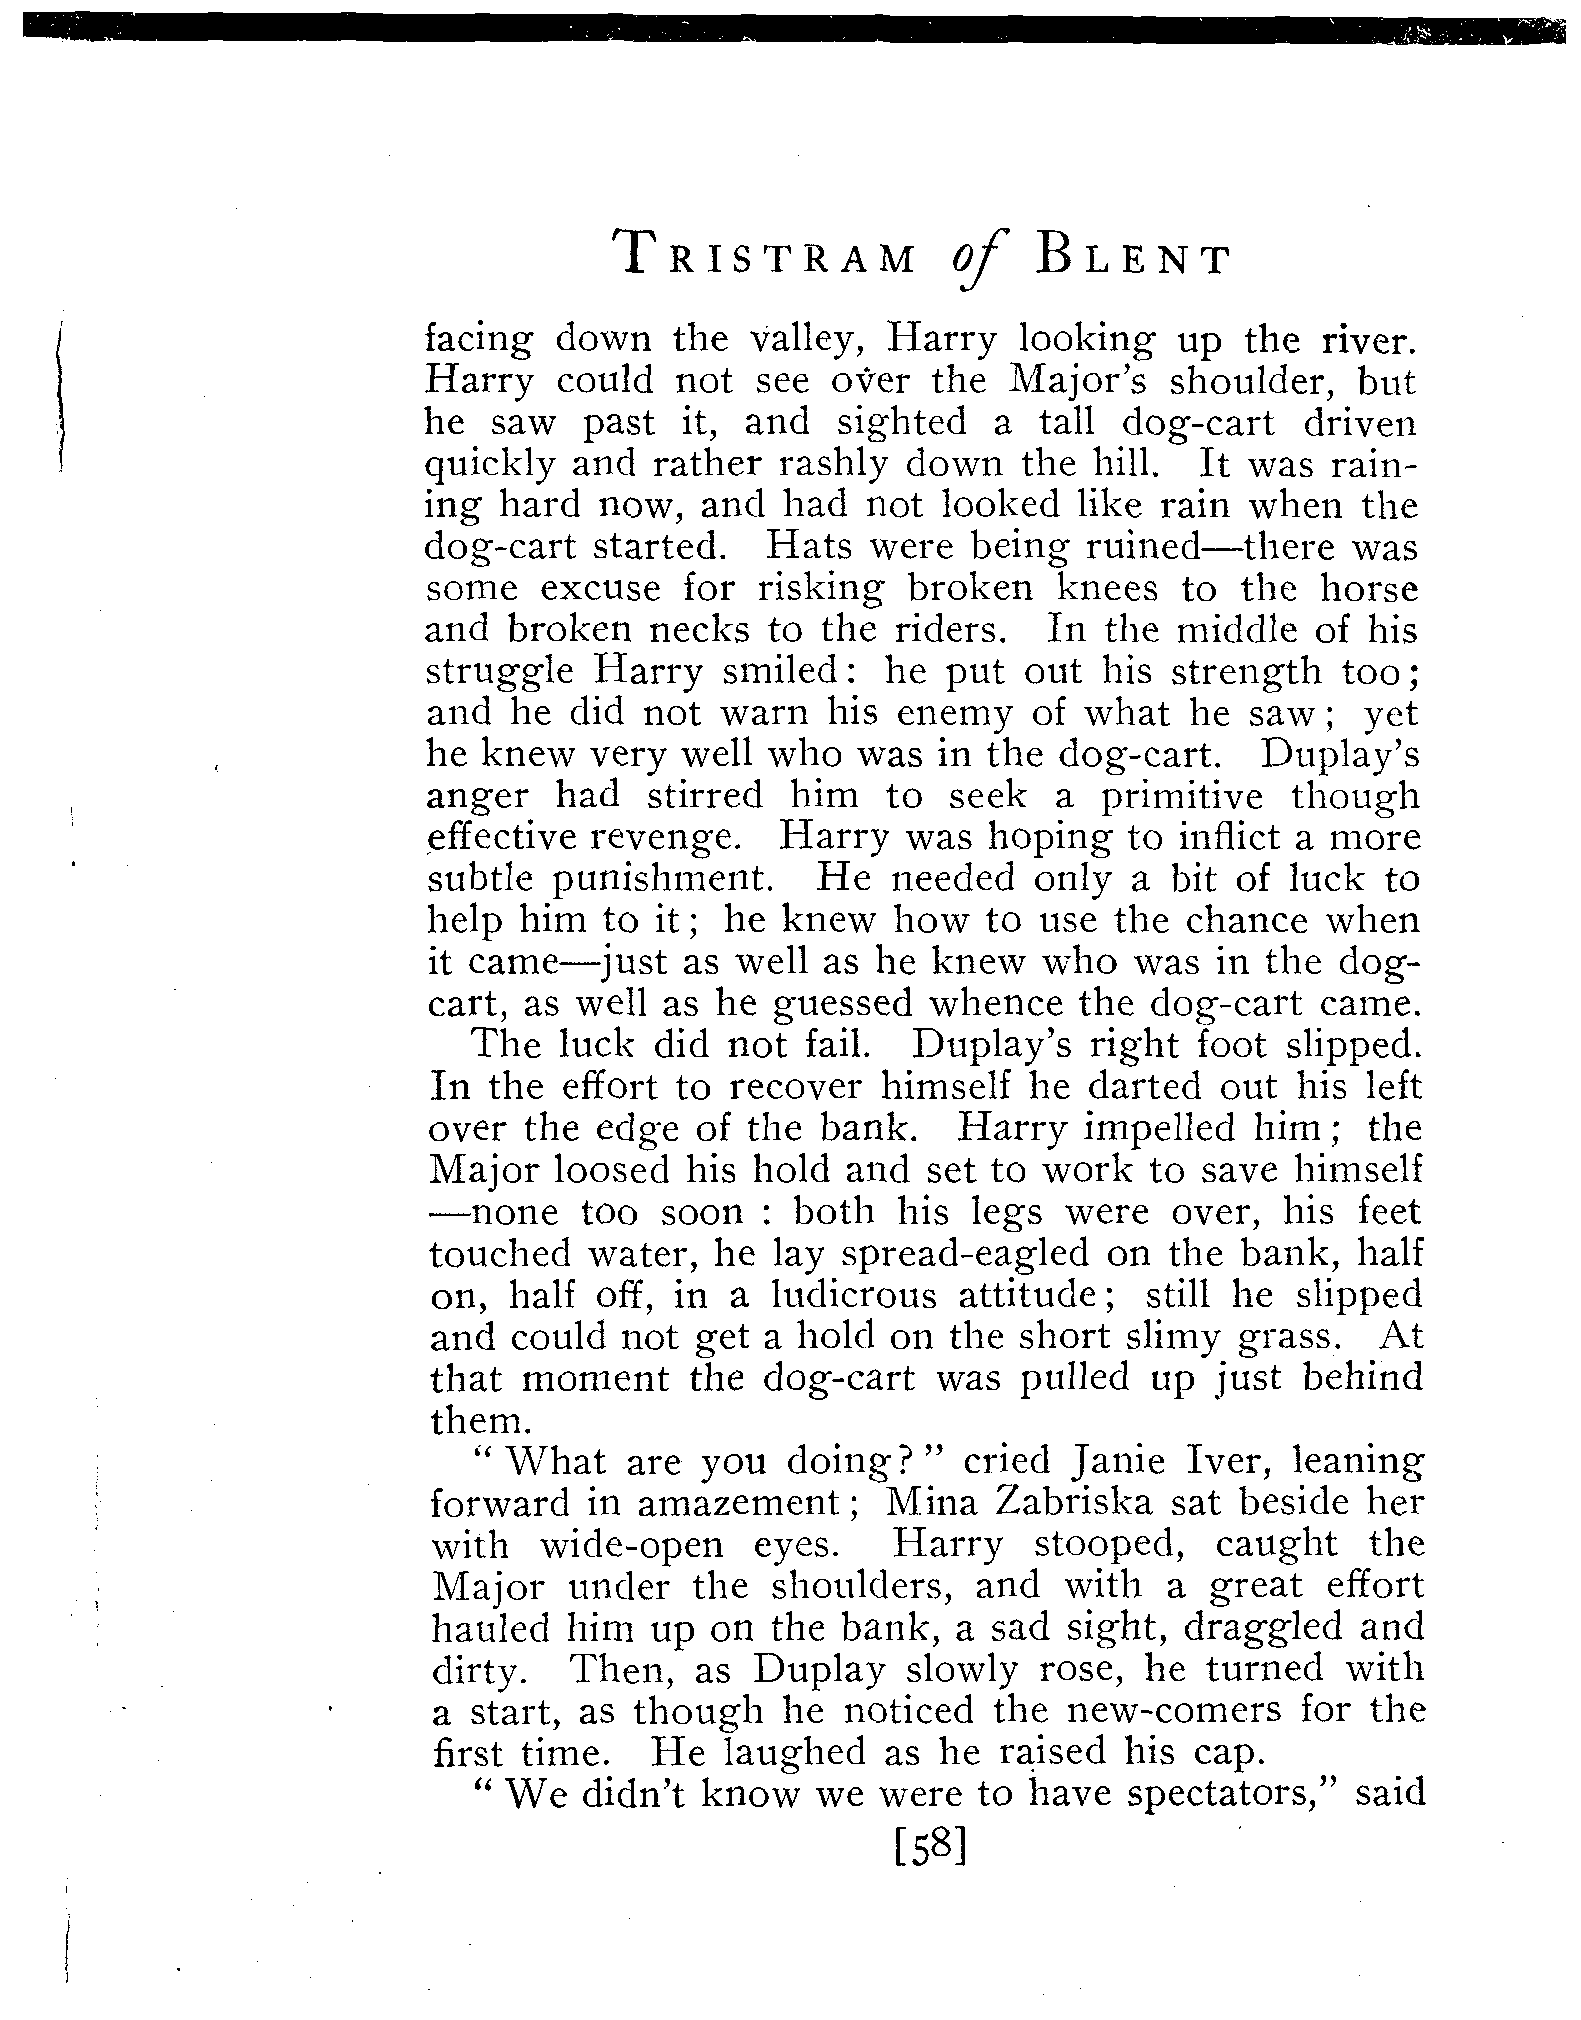 TRISTRAM of BLENT
facing down the valley, Harry looking up the river.
Harry could not see over the Major's shoulder, but
he saw past it, and sighted a tall dog-cart driven
quickly and rather rashly down the hill. It was rain-
ing hard now, and had not looked like rain when the
dog-cart started. Hats were being ruined—there was
some excuse for risking broken knees to the horse
and broken necks to the riders. In the middle of his
struggle Harry smiled: he put out his strength too;
and he did not warn his enemy of what he saw; yet
he knew very well who was in the dog-cart. Duplay's
anger had stirred him to seek a primitive though
effective revenge. Harry was hoping to inflict a more
subtle punishment. He needed only a bit of luck to
help him to it; he knew how to use the chance when
it came—just as well as he knew who was in the dog-
cart, as well as he guessed whence the dog-cart came.
The luck did not fail. Duplay's right foot slipped.
In the effort to recover himself he darted out his left
over the edge of the bank. Harry impelled him; the
Major loosed his hold and set to work to save himself
—none too soon : both his legs were over, his feet
touched water, he lay spread-eagled on the bank, half
on, half off, in a ludicrous attitude; still he slipped
and could not get a hold on the short slimy grass. At
that moment the dog-cart was pulled up just behind
them.
"What are you doing?" cried Janie Iver, leaning
forward in amazement; Mina Zabriska sat beside her
with wide-open eyes. Harry stooped, caught the
Major under the shoulders, and with a great effort
hauled him up on the bank, a sad sight, draggled and
dirty. Then, as Duplay slowly rose, he turned with
a start, as though he noticed the new-comers for the
first time. He laughed as he raised his cap.
"We didn't know we were to have spectators," said
[58]